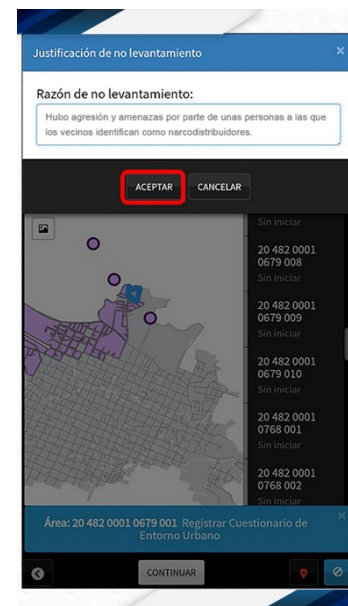 Justificación de no levantamiento
×
Razón de no levantamiento:
Hubo agresión y amenazas por parte de unas personas a las que
los vecinos identifican como narcodistribuidores.
ACEPTAR CANCELAR
Sin iniciar
20 482 0001
0679 008
Sin iniciar
20 482 0001
0679 009
Sin iniciar
20 482 0001
0679 010
Sin iniciar
20 482 0001
0768 001
Sin iniciar
20 482 0001
0768 002
Sin iniciar
Área: 20 482 0001 0679 001 Registrar Cuestionario de ×
Entorno Urbano
CONTINUAR